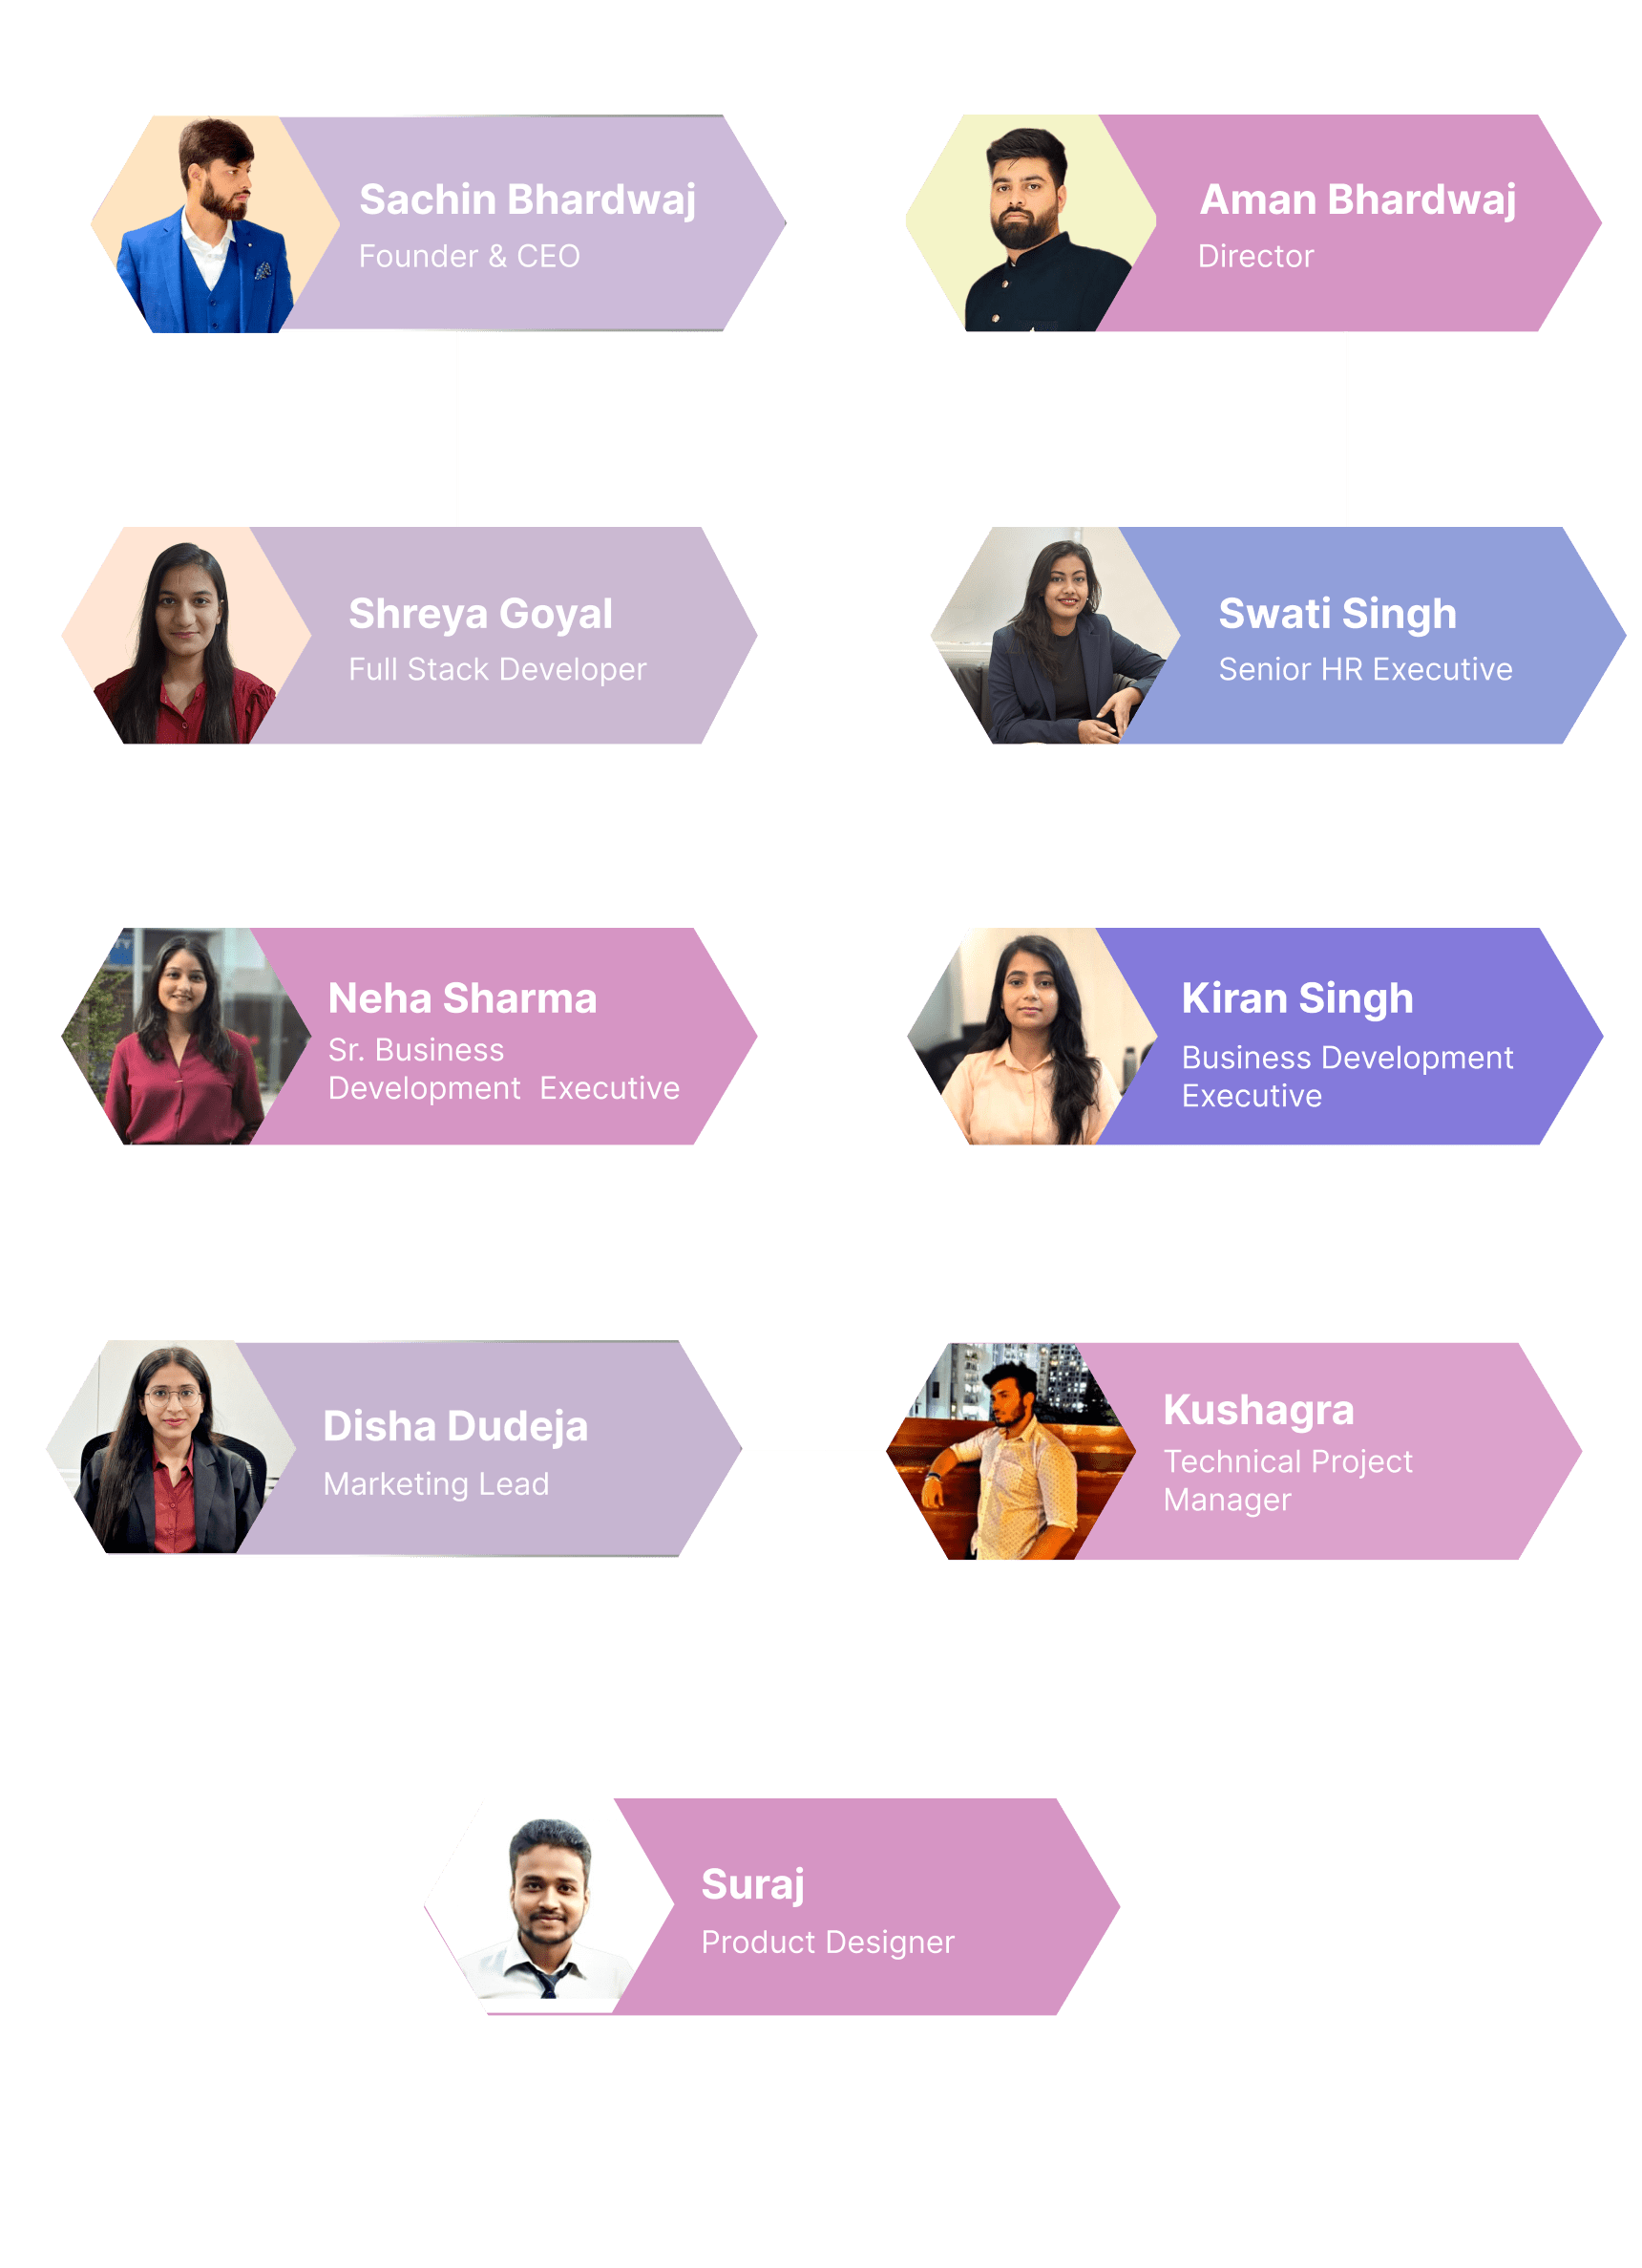 Sachin Bhardwaj
Founder & CEO
Aman Bhardwaj
Director
Shreya Goyal
Full Stack Developer
Swati Singh
Senior HR Executive
Neha Sharma
Sr. Business
Development  Executive
Kiran Singh
Business Development
Executive
Disha Dudeja
Marketing Lead
Kushagra
Technical Project
Manager
Suraj
Product Designer